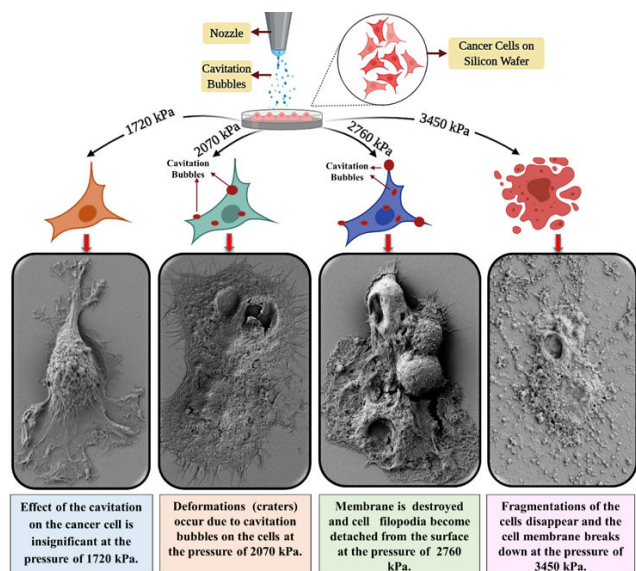 Nozzle
Cavitation
Bubbles
Cancer Cells on
Silicon Wafer
1720 kPa
2070 kPa
2760 kPa
3450 kPa
Cavitation
Bubbles
Cavitation
Bubbles
Effect of the cavitation
on the cancer cell is
insignificant at the
pressure of 1720 kPa.
Deformations (craters)
occur due to cavitation
bubbles on the cells at
the pressure of 2070 kPa.
Membrane is destroyed
and cell filopodia become
detached from the surface
at the pressure of 2760
kPa.
Fragmentations of the
cells disappear and the
cell membrane breaks
down at the pressure of
3450 kPa.